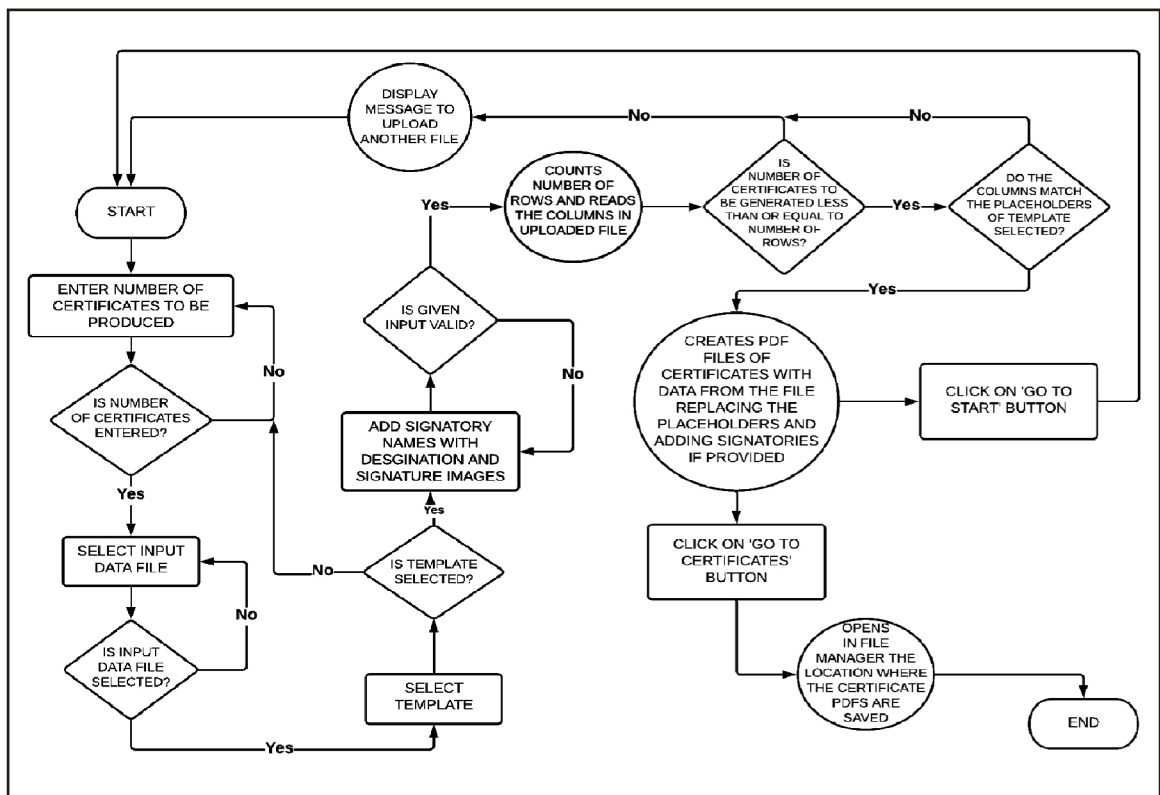 START
ENTER NUMBER OF
CERTIFICATES TO BE
PRODUCED
IS NUMBER
OF CERTIFICATES
ENTERED?
No
Yes
SELECT INPUT
DATA FILE
No
IS INPUT
DATA FILE
SELECTED?
Yes
SELECT
TEMPLATE
IS TEMPLATE
SELECTED?
No
Yes
ADD SIGNATORY
NAMES WITH
DESGINATION AND
SIGNATURE IMAGES
IS GIVEN
INPUT VALID?
No
Yes
COUNTS
NUMBER OF
ROWS AND READS
THE COLUMNS IN
UPLOADED FILE
IS
NUMBER OF
CERTIFICATES TO
BE GENERATED LESS
THAN OR EQUAL TO
NUMBER OF
ROWS?
No
DISPLAY
MESSAGE TO
UPLOAD
ANOTHER FILE
Yes
DO THE
COLUMNS MATCH
THE PLACEHOLDERS
OF TEMPLATE
SELECTED?
No
Yes
CREATES PDF
FILES OF
CERTIFICATES WITH
DATA FROM THE FILE
REPLACING THE
PLACEHOLDERS AND
ADDING SIGNATORIES
IF PROVIDED
CLICK ON 'GO TO
START' BUTTON
CLICK ON 'GO TO
CERTIFICATES'
BUTTON
OPENS
IN FILE
MANAGER THE
LOCATION WHERE
THE CERTIFICATE
PDFS ARE
SAVED
END